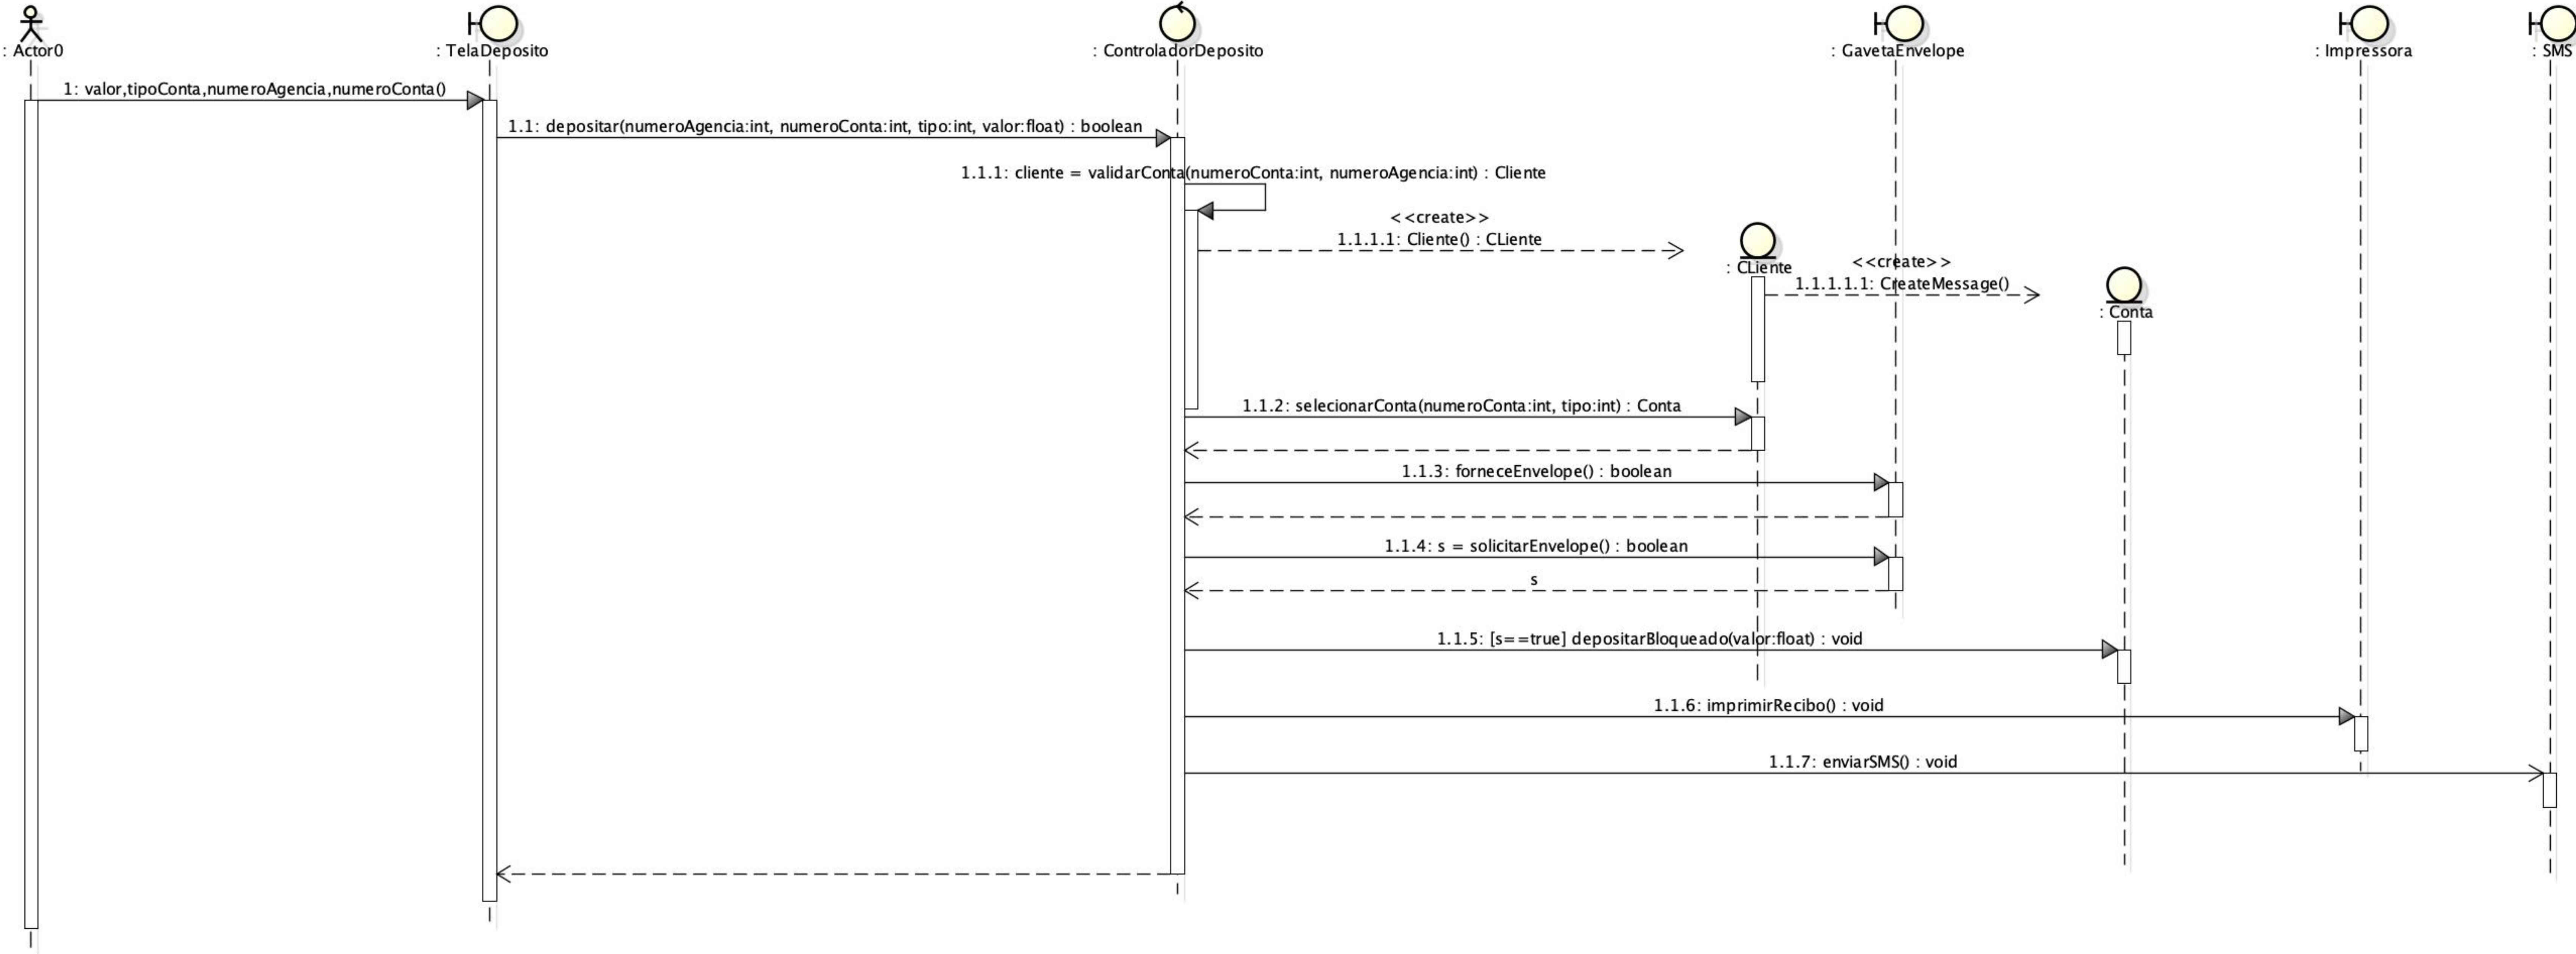 : Actor0
: TelaDeposito
: ControladorDeposito
: GavetaEnvelope
: Impressora
: SMS
1: valor,tipoConta,numeroAgencia,numeroConta()
1.1: depositar(numeroAgencia:int, numeroConta:int, tipo:int, valor:float) : boolean
1.1.1: cliente = validarConta(numeroConta:int, numeroAgencia:int) : Cliente
<<create>>
1.1.1.1: Cliente() : CLiente
: CLiente
<<create>>
1.1.1.1.1: CreateMessage()
: Conta
1.1.2: selecionarConta(numeroConta:int, tipo:int) : Conta
1.1.3: forneceEnvelope() : boolean
1.1.4: s = solicitarEnvelope() : boolean
s
1.1.5: [s==true] depositarBloqueado(valor:float) : void
1.1.6: imprimirRecibo() : void
1.1.7: enviarSMS() : void